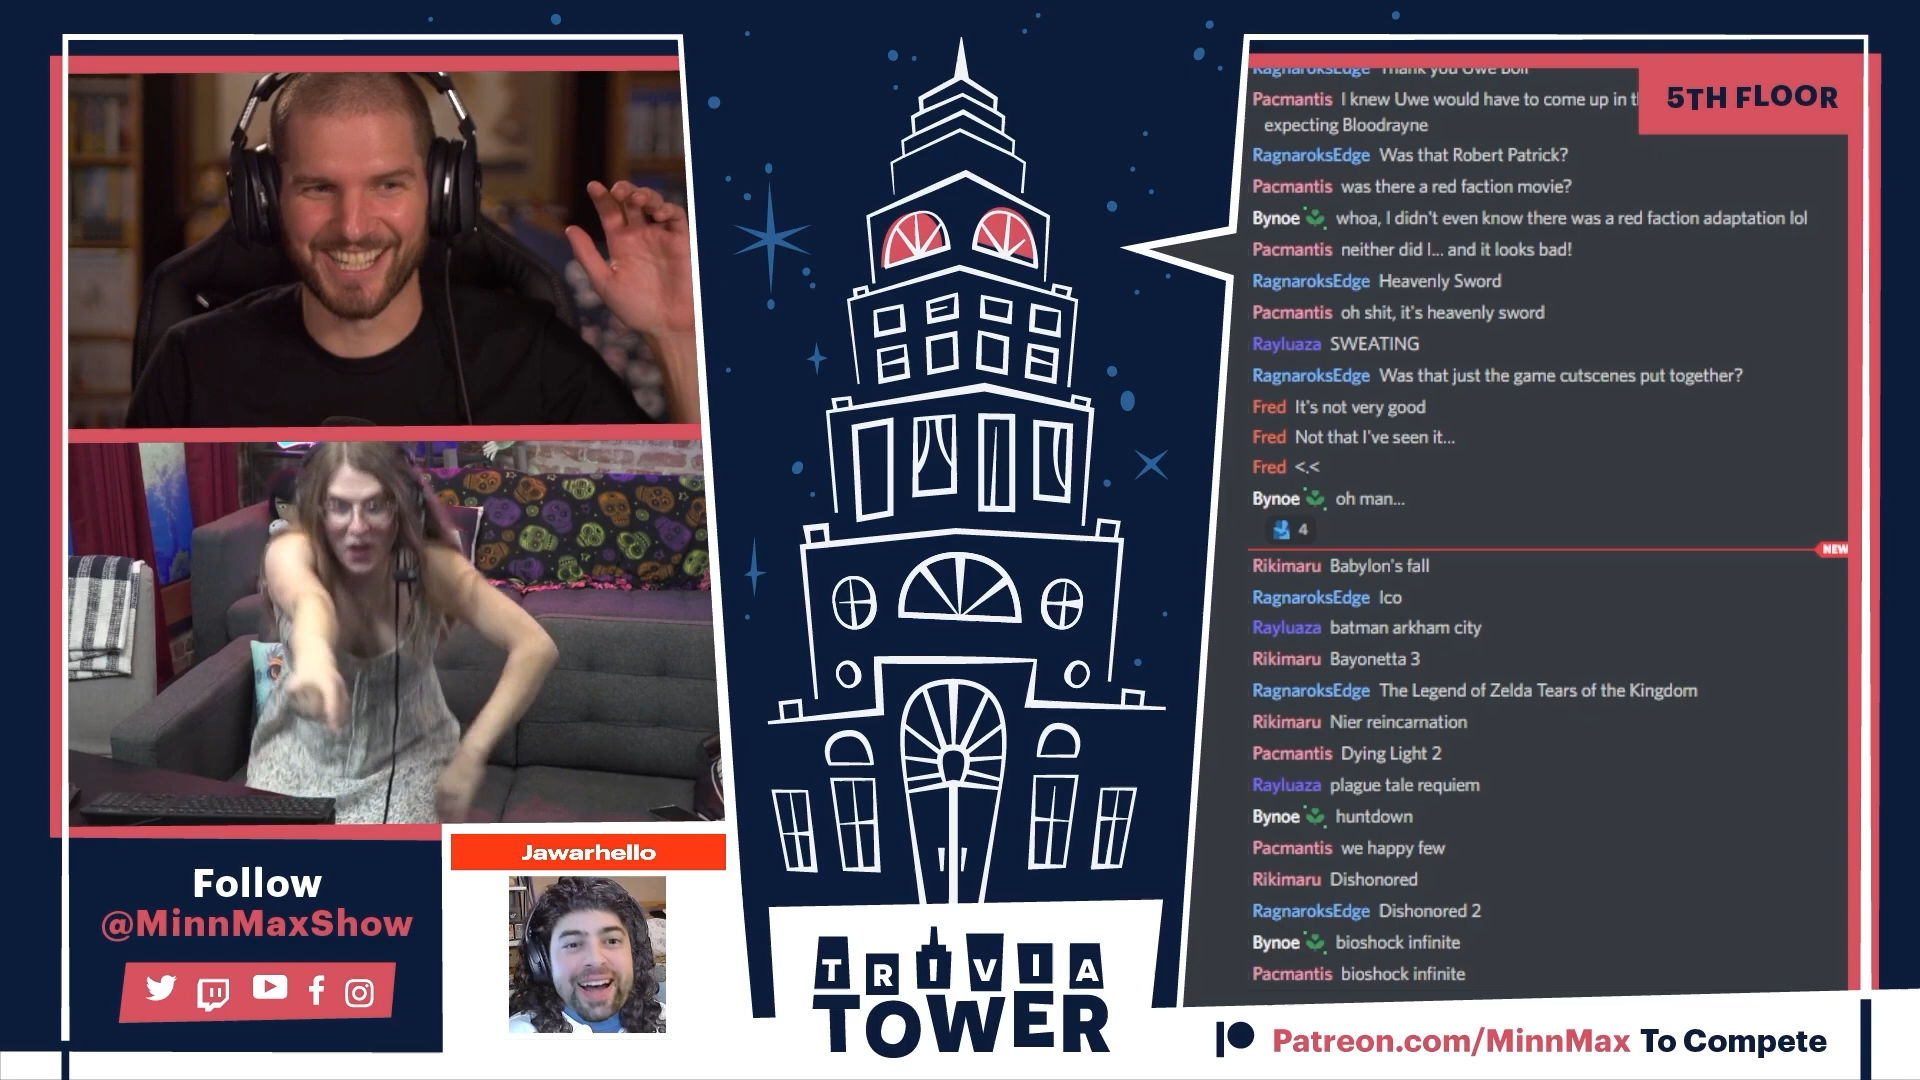 RagnaroksEdge Thank you Uwe Boll
Pacmantis I knew Uwe would have to come up in
expecting Bloodrayne
5TH FLOOR
RagnaroksEdge Was that Robert Patrick?
Pacmantis was there a red faction movie?
Bynoe whoa, I didn't even know there was a red faction adaptation lol
Pacmantis neither did I... and it looks bad!
RagnaroksEdge Heavenly Sword
Pacmantis oh shit, it's heavenly sword
Rayluaza SWEATING
RagnaroksEdge Was that just the game cutscenes put together?
Fred It's not very good
Fred Not that I've seen it...
Fred <.<
Bynoe oh man...
4
NEW
Rikimaru Babylon's fall
RagnaroksEdge Ico
Rayluaza batman arkham city
Rikimaru Bayonetta 3
RagnaroksEdge The Legend of Zelda Tears of the Kingdom
Rikimaru Nier reincarnation
Pacmantis Dying Light 2
Rayluaza plague tale requiem
Bynoe huntdown
Pacmantis we happy few
Rikimaru Dishonored
RagnaroksEdge Dishonored 2
Bynoe bioshock infinite
Pacmantis bioshock infinite
Jawarhello
Follow
@MinnMaxShow
TRIVIA
TOWER
Patreon.com/MinnMax To Compete